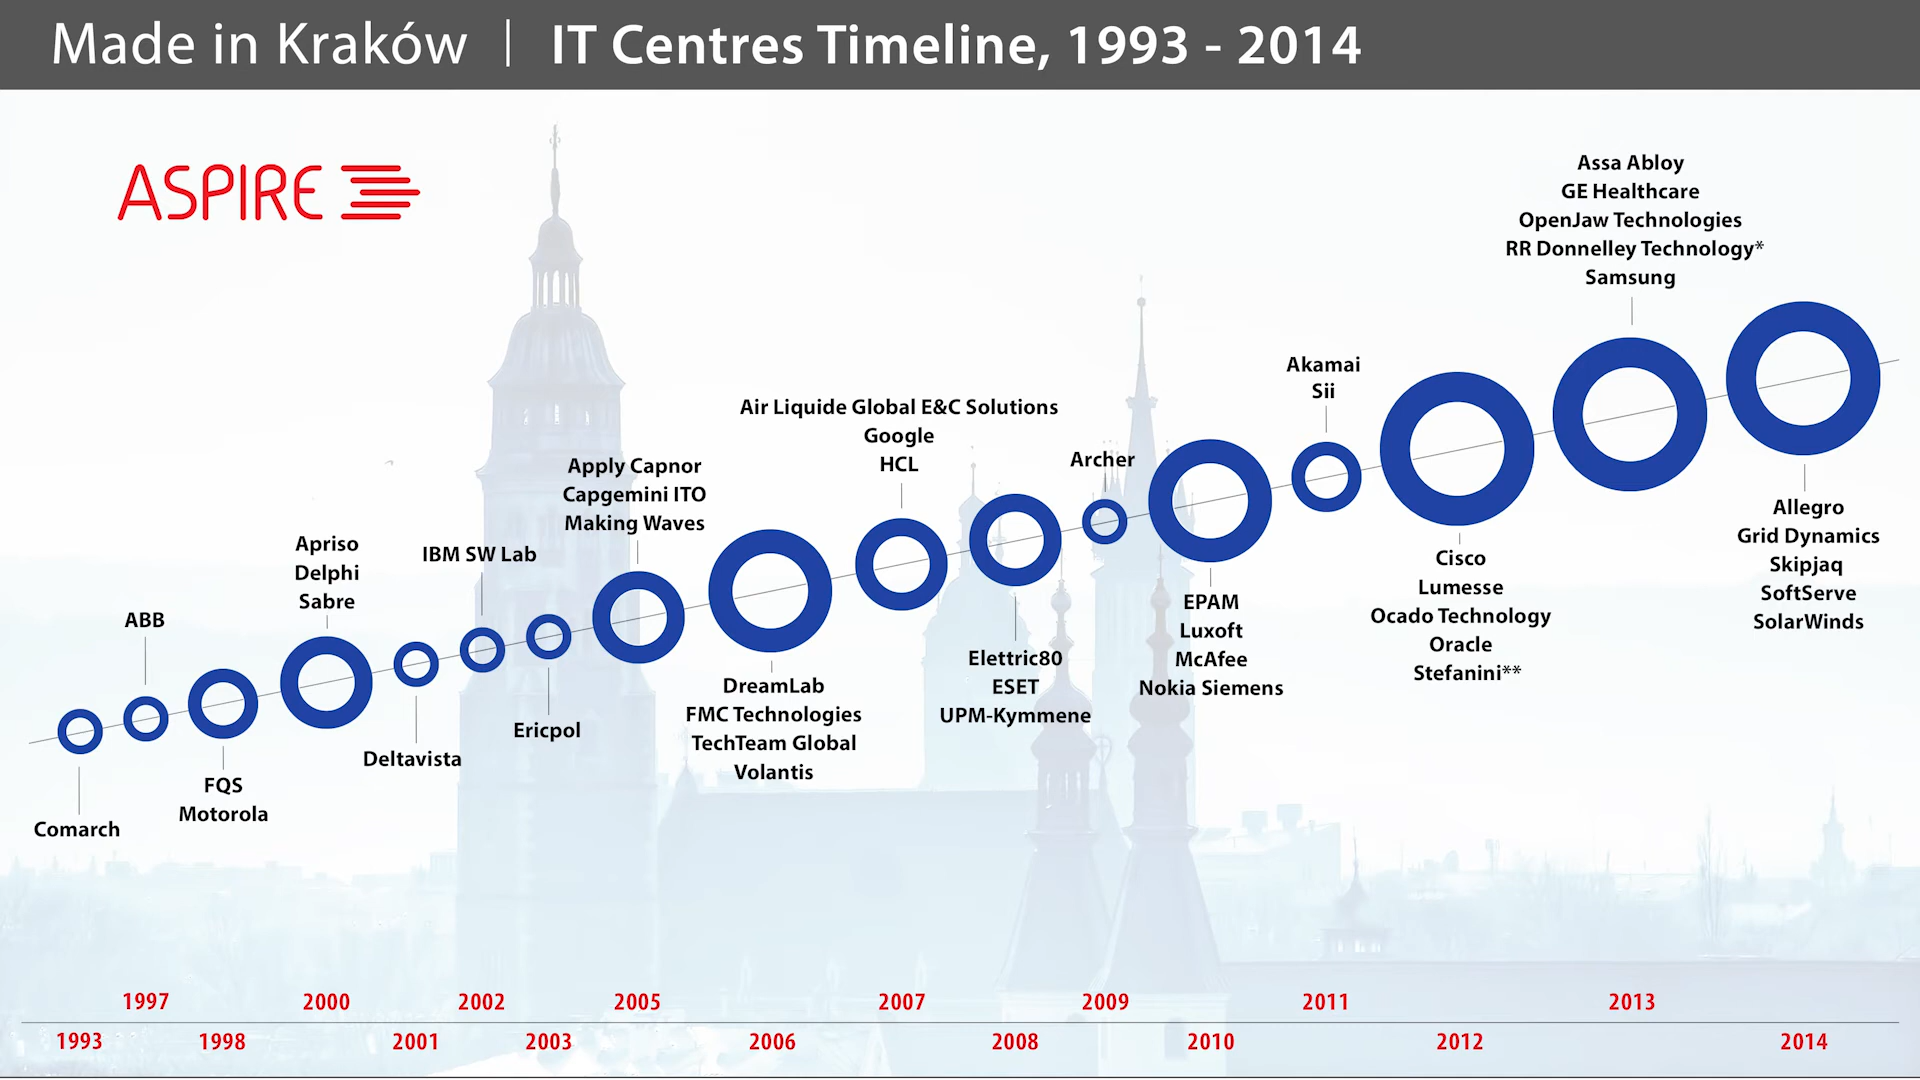 Made in Kraków | IT Centres Timeline, 1993 - 2014
ASPIRE
Comarch
ABB
FQS
Motorola
Apriso
Delphi
Sabre
Deltavista
IBM SW Lab
Ericpol
Apply Capnor
Capgemini ITO
Making Waves
DreamLab
FMC Technologies
TechTeam Global
Volantis
Air Liquide Global E&C Solutions
Google
HCL
Elettric80
ESET
UPM-Kymmene
Archer
EPAM
Luxoft
McAfee
Nokia Siemens
Akamai
Sii
Cisco
Lumesse
Ocado Technology
Oracle
Stefanini**
Assa Abloy
GE Healthcare
OpenJaw Technologies
RR Donnelley Technology*
Samsung
Allegro
Grid Dynamics
Skipjaq
SoftServe
SolarWinds
1997 2000 2002 2005 2007 2009 2011 2013
1993 1998 2001 2003 2006 2008 2010 2012 2014